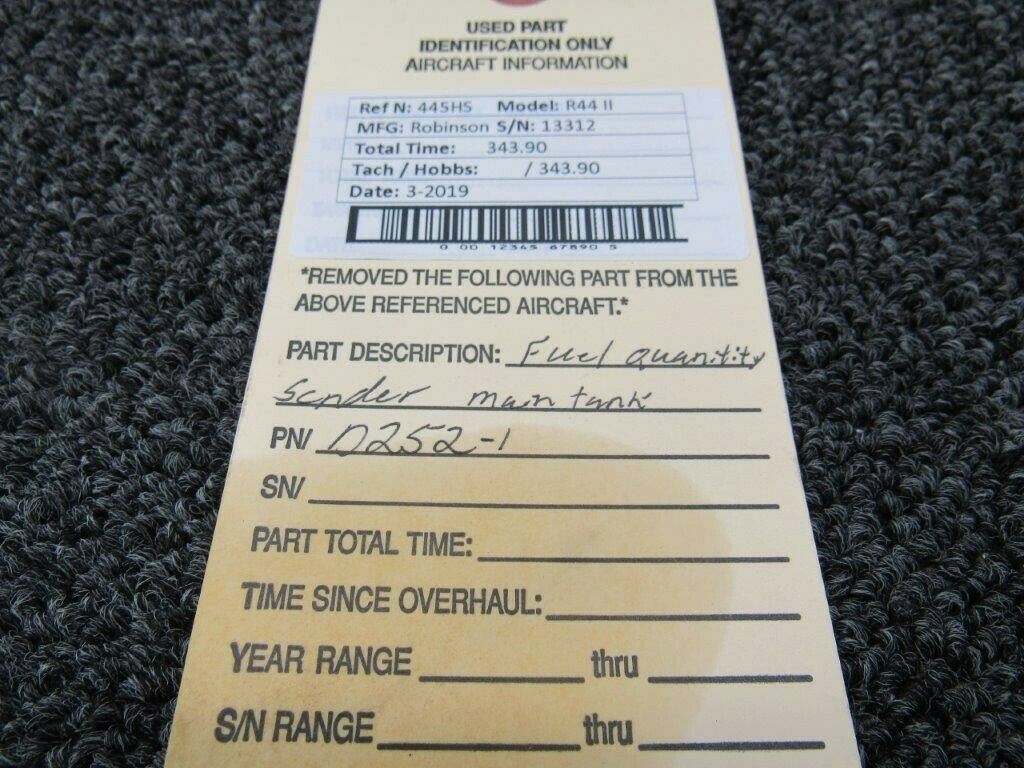 USED PART
IDENTIFICATION ONLY
AIRCRAFT INFORMATION
Ref N: 445HS Model: R44 II
MFG: Robinson S/N: 13312
Total Time: 343.90
Tach / Hobbs: / 343.90
Date: 3-2019
0 00 12345 67890 5
*REMOVED THE FOLLOWING PART FROM THE
ABOVE REFERENCED AIRCRAFT.*
PART DESCRIPTION: Fuel quanitity
Sender main tank
PN/ D252-1
SN/
PART TOTAL TIME:
TIME SINCE OVERHAUL:
YEAR RANGE thru
S/N RANGE thru